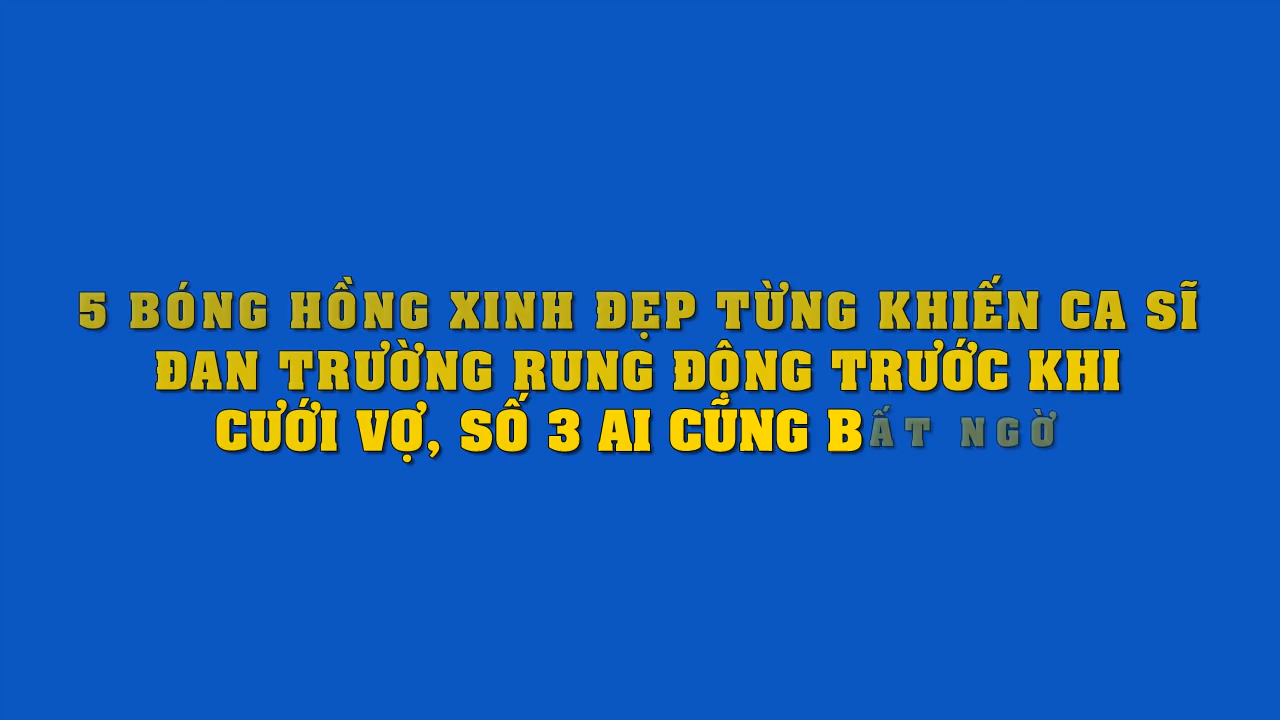 5 BÓNG HỒNG XINH ĐẸP TỪNG KHIẾN CA SĨ
ĐAN TRƯỜNG RUNG ĐỘNG TRƯỚC KHI
CƯỚI VỢ, SỐ 3 AI CŨNG BẤT NGỜ